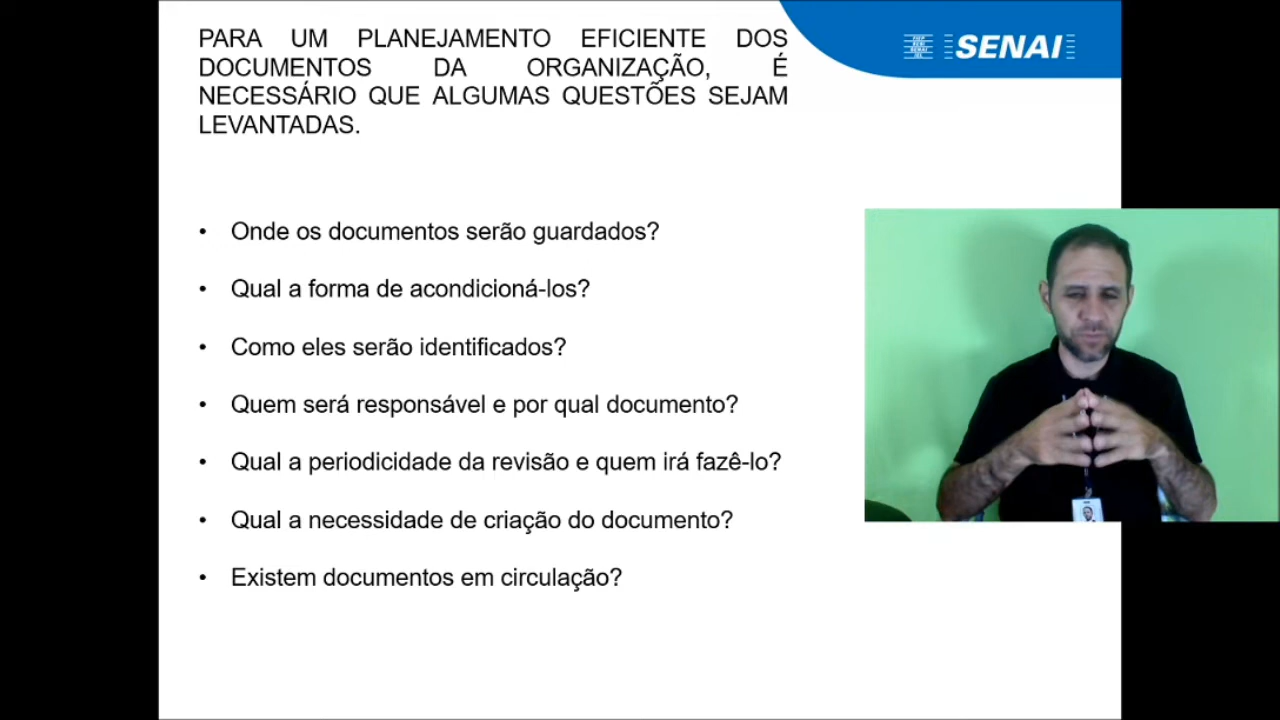 PARA UM PLANEJAMENTO EFICIENTE DOS
DOCUMENTOS DA ORGANIZAÇÃO, É
NECESSÁRIO QUE ALGUMAS QUESTÕES SEJAM
LEVANTADAS.
SENAI
• Onde os documentos serão guardados?
• Qual a forma de acondicioná-los?
• Como eles serão identificados?
• Quem será responsável e por qual documento?
• Qual a periodicidade da revisão e quem irá fazê-lo?
• Qual a necessidade de criação do documento?
• Existem documentos em circulação?